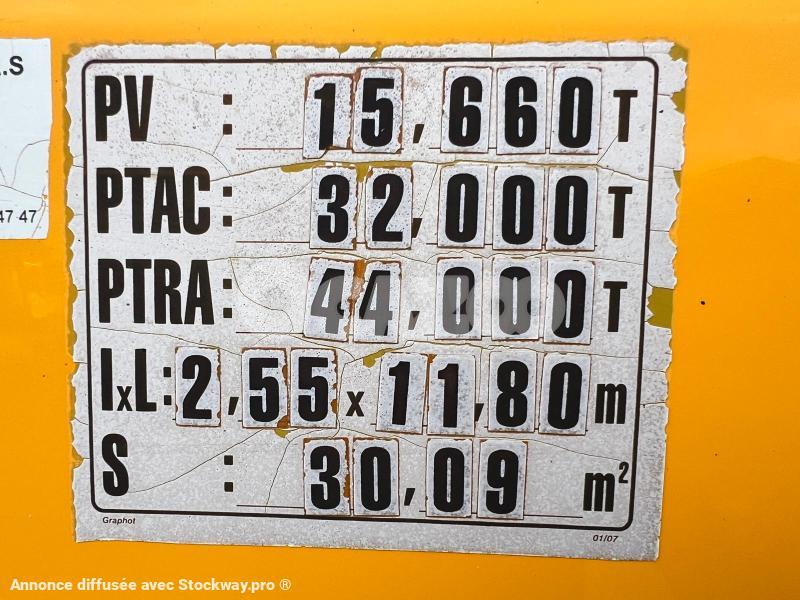 .S
47 47
PV : 15,660 T
PTAC : 32,000 T
PTRA : 44,000 T
lxL : 2,55 x 11,80 m
S : 30,09 m²
Graphot
01/07
Annonce diffusée avec Stockway.pro ®